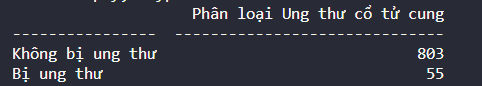 Phân loại Ung thư cổ tử cung
---------------- ------------------------------
Không bị ung thư 803
Bị ung thư 55